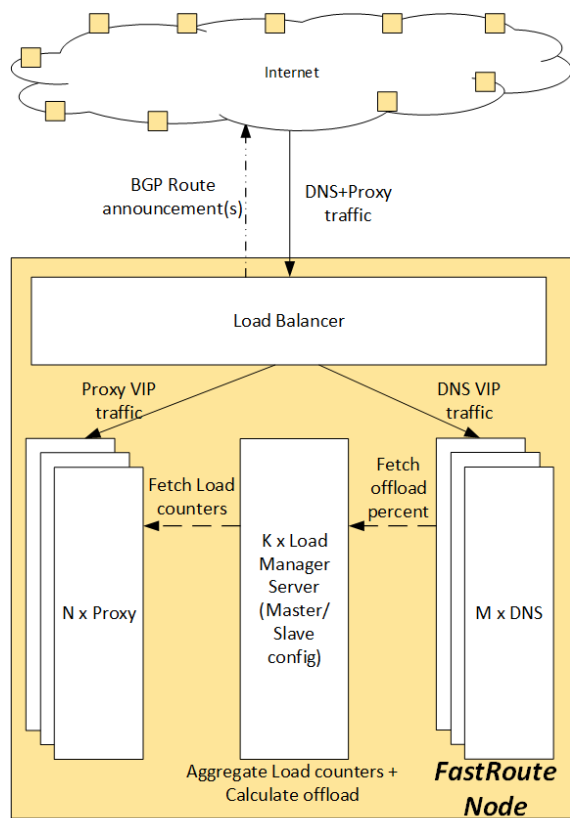 Internet
BGP Route
announcement(s)
DNS+Proxy
traffic
Load Balancer
Proxy VIP
traffic
DNS VIP
traffic
Fetch Load
counters
Fetch
offload
percent
N x Proxy
K x Load
Manager
Server
(Master/
Slave
config)
M x DNS
Aggregate Load counters +
Calculate offload
FastRoute
Node